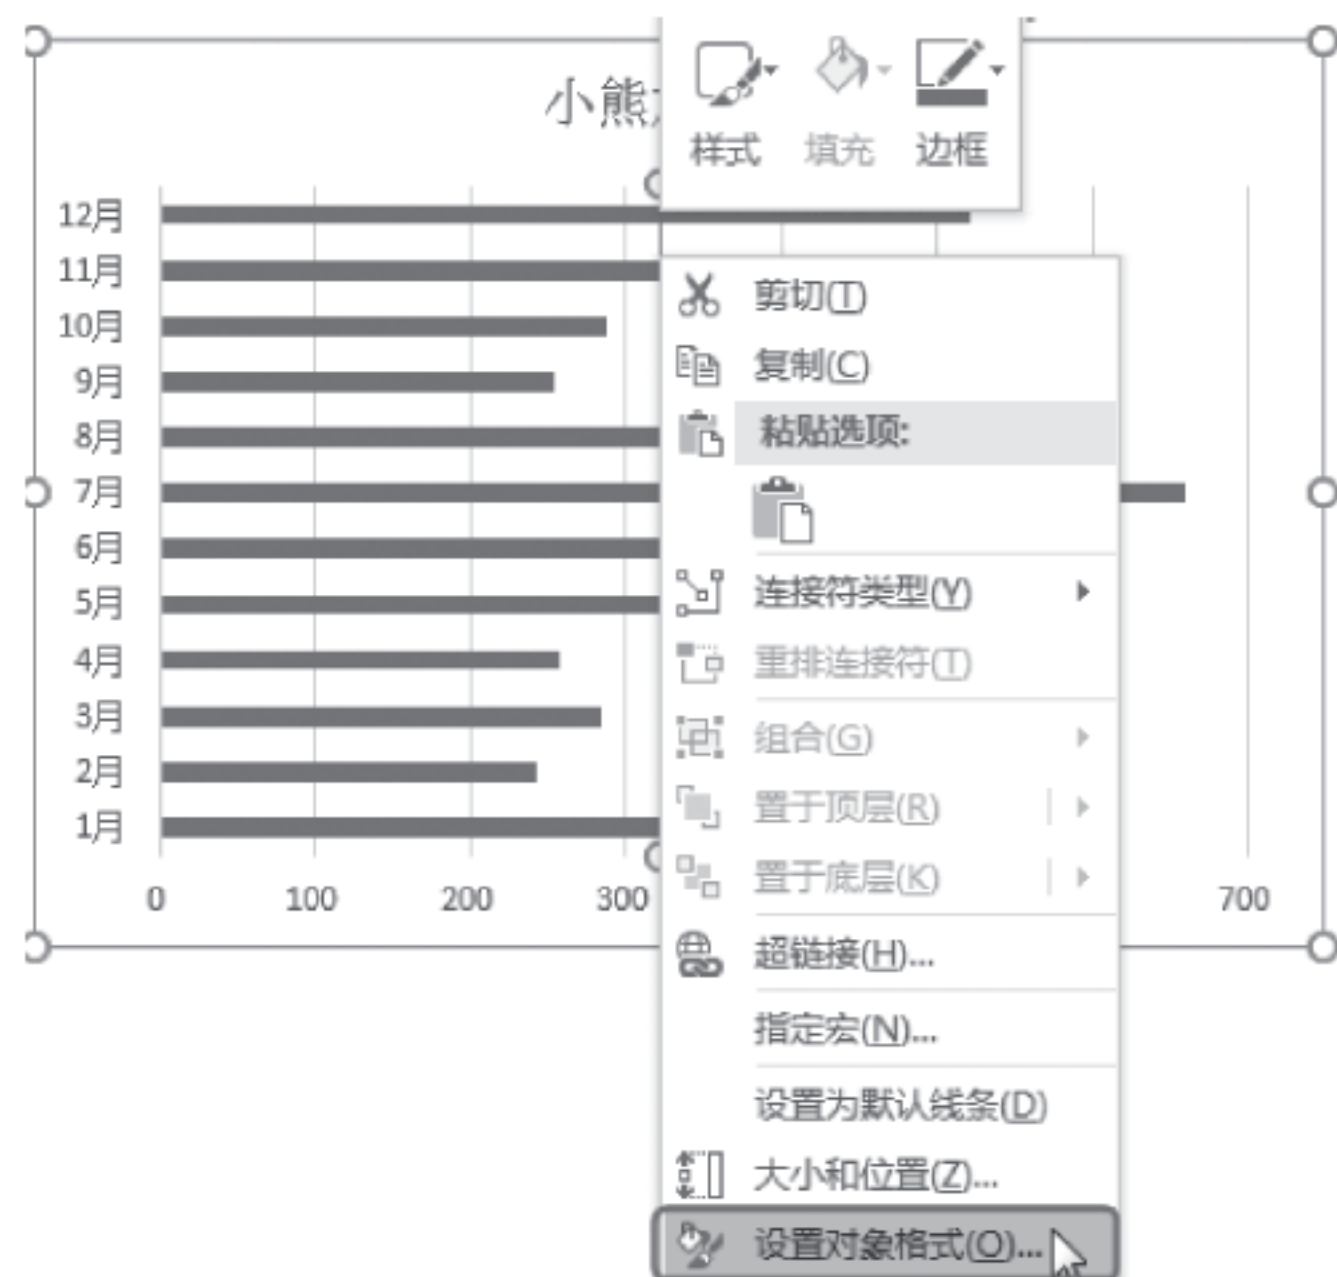 小熊
样式 填充 边框
12月
11月
10月
9月
8月
7月
6月
5月
4月
3月
2月
1月
0 100 200 300 700
剪切(T)
复制(C)
粘贴选项:
连接符类型(Y)
重排连接符(T)
组合(G)
置于顶层(R)
置于底层(K)
超链接(H)...
指定宏(N)...
设置为默认线条(D)
大小和位置(Z)...
设置对象格式(O)...